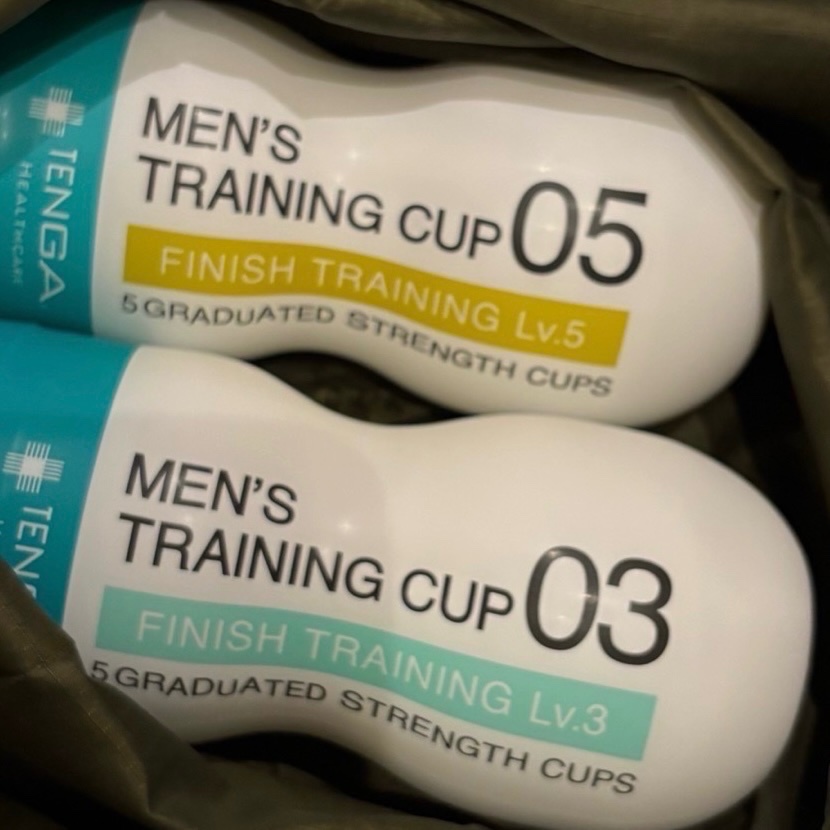 TENGA
HEALTHCARE
MEN'S
TRAINING CUP 05
FINISH TRAINING Lv.5
5 GRADUATED STRENGTH CUPS
MEN'S
TRAINING CUP 03
FINISH TRAINING Lv.3
5 GRADUATED STRENGTH CUPS